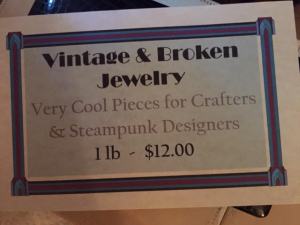 Vintage & Broken
Jewelry
Very Cool Pieces for Crafters
& Steampunk Designers
1 lb - $12.00